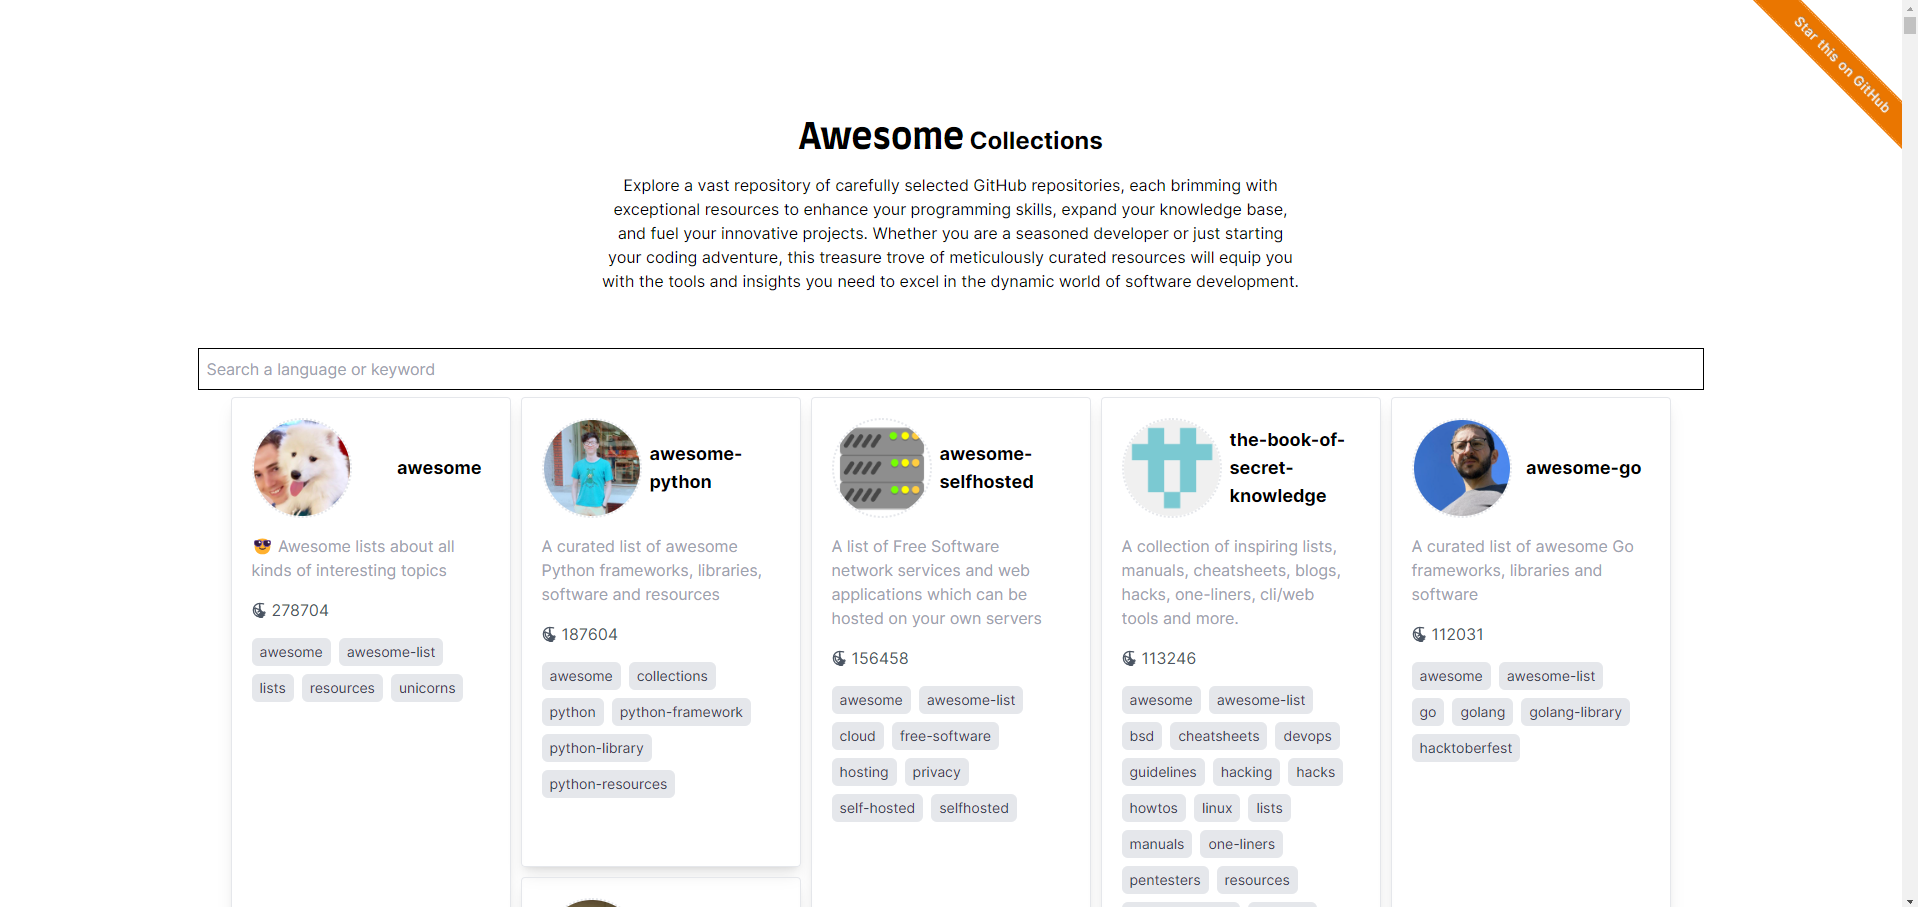 Star this on GitHub
Awesome Collections
Explore a vast repository of carefully selected GitHub repositories, each brimming with
exceptional resources to enhance your programming skills, expand your knowledge base,
and fuel your innovative projects. Whether you are a seasoned developer or just starting
your coding adventure, this treasure trove of meticulously curated resources will equip you
with the tools and insights you need to excel in the dynamic world of software development.
Search a language or keyword
awesome
😎 Awesome lists about all
kinds of interesting topics
278704
awesome awesome-list
lists resources unicorns
awesome-
python
A curated list of awesome
Python frameworks, libraries,
software and resources
187604
awesome collections
python python-framework
python-library
python-resources
awesome-
selfhosted
A list of Free Software
network services and web
applications which can be
hosted on your own servers
156458
awesome awesome-list
cloud free-software
hosting privacy
self-hosted selfhosted
the-book-of-
secret-
knowledge
A collection of inspiring lists,
manuals, cheatsheets, blogs,
hacks, one-liners, cli/web
tools and more.
113246
awesome awesome-list
bsd cheatsheets devops
guidelines hacking hacks
howtos linux lists
manuals one-liners
pentesters resources
awesome-go
A curated list of awesome Go
frameworks, libraries and
software
112031
awesome awesome-list
go golang golang-library
hacktoberfest